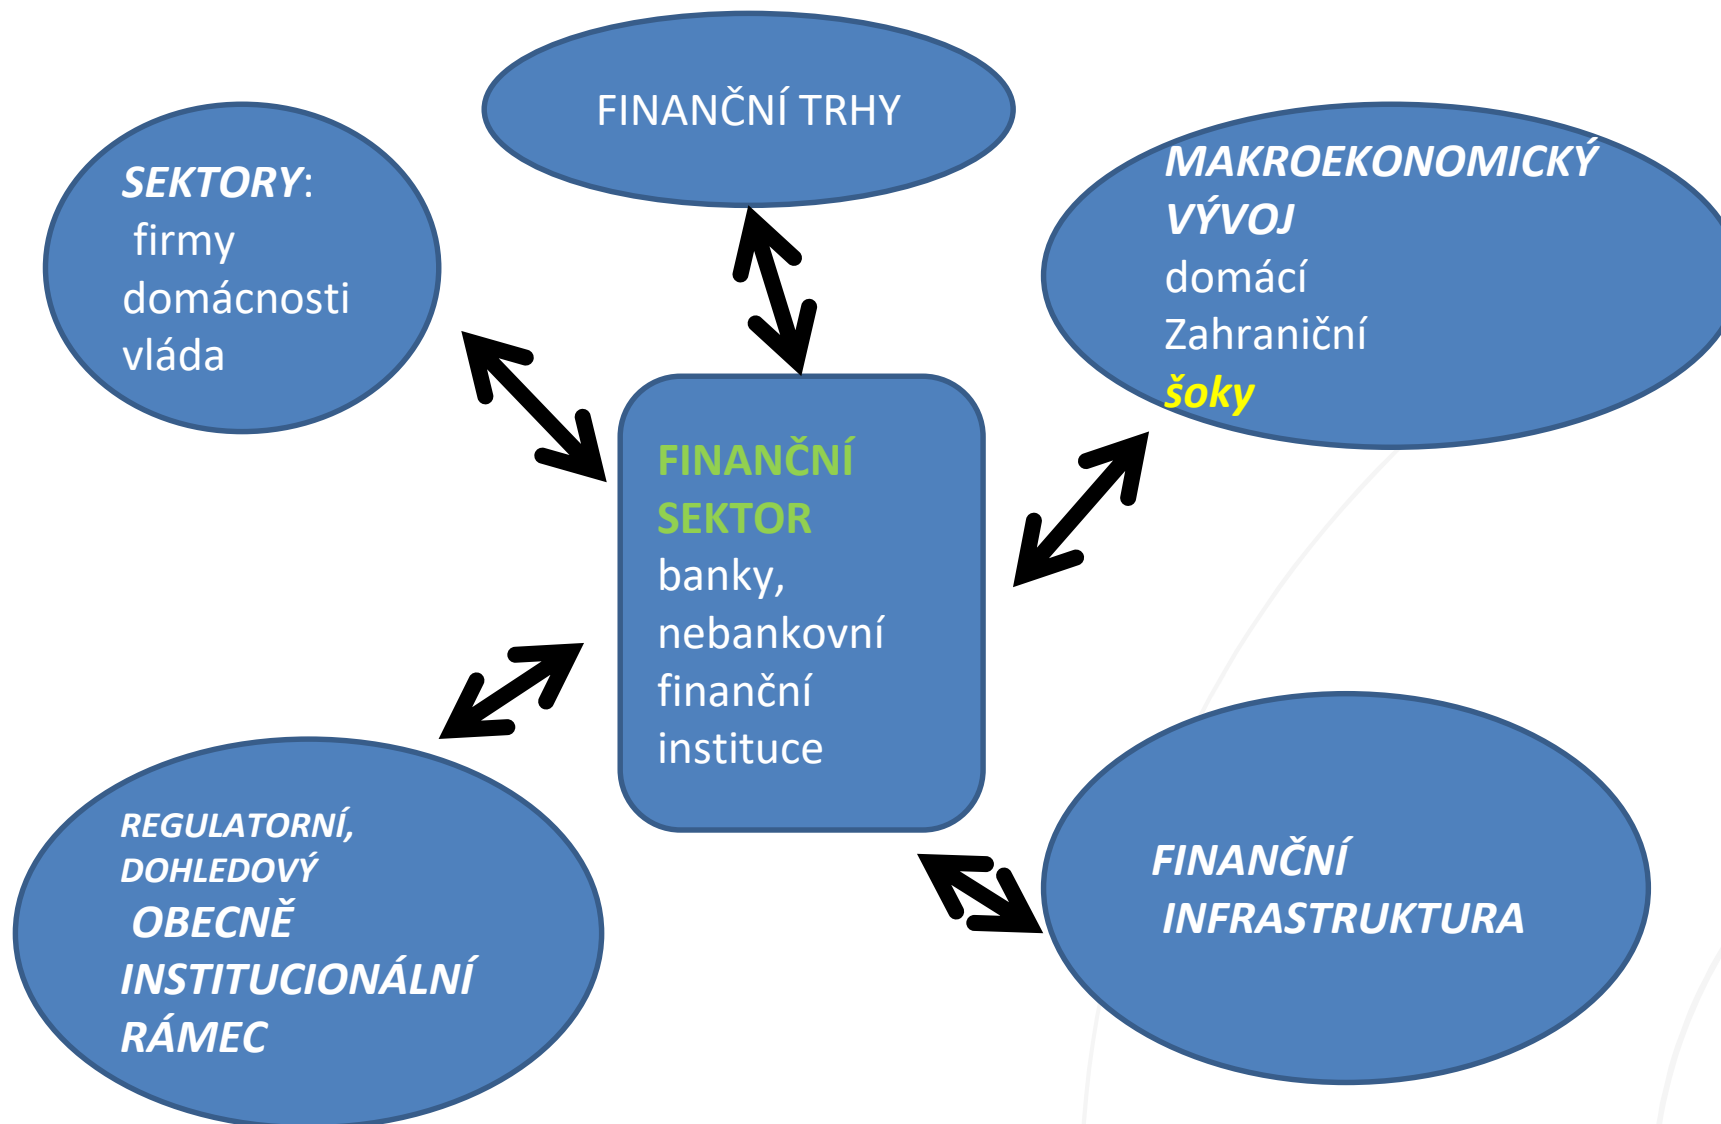 FINANČNÍ TRHY
SEKTORY:
firmy
domácnosti
vláda
MAKROEKONOMICKÝ
VÝVOJ
domácí
Zahraniční
šoky
FINANČNÍ
SEKTOR
banky,
nebankovní
finanční
instituce
REGULATORNÍ,
DOHLEDOVÝ
OBECNĚ
INSTITUCIONÁLNÍ
RÁMEC
FINANČNÍ
INFRASTRUKTURA